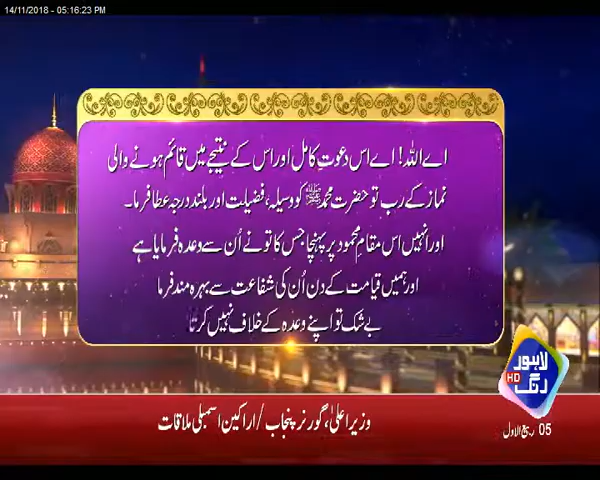 14/11/2018 - 05:16:23 PM
اے اللہ! اے اس دعوتِ کامل اور اس کے نتیجے میں قائم ہونے والی
نماز کے رب تو حضرت محمد ﷺ کو وسیلہ، فضیلت اور بلند درجہ عطا فرما۔
اور انہیں اس مقامِ محمود پر پہنچا جس کا تو نے اُن سے وعدہ فرمایا ہے
اور ہمیں قیامت کے دن اُن کی شفاعت سے بہرہ مند فرما
بے شک تو اپنے وعدہ کے خلاف نہیں کرتا
لاہور
رنگ
HD
05 ربیع الاول
وزیراعلیٰ، گورنر پنجاب / اراکین اسمبلی ملاقات